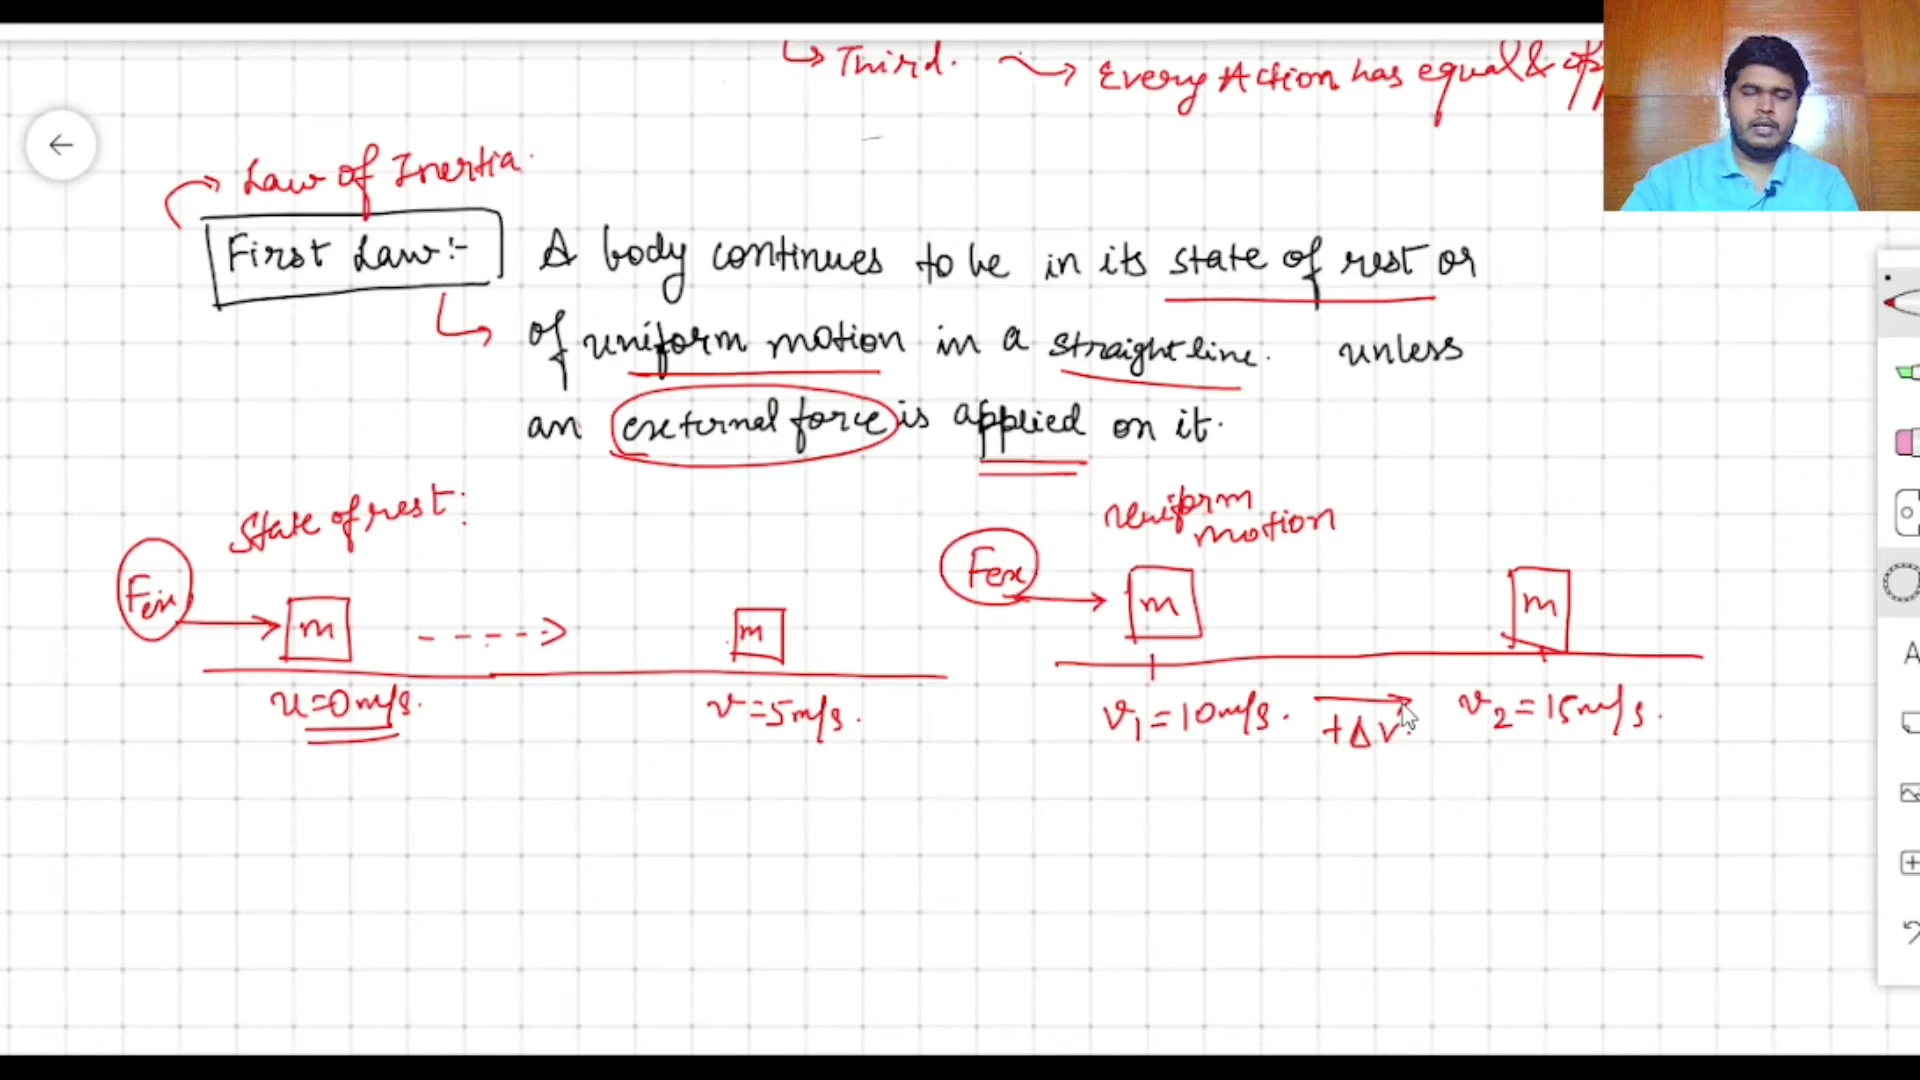 ↳ Third. → Every Action has equal &
→ Law of Inertia.
First Law:- A body continues to be in its state of rest or
of uniform motion in a straight line. unless
an external force is applied on it.
State of rest:
Uniform
motion
Fex
m
m
Fex
m
m
u=0m/s.
v=5m/s.
v₁=10m/s.
+Δv
v₂=15m/s.
A